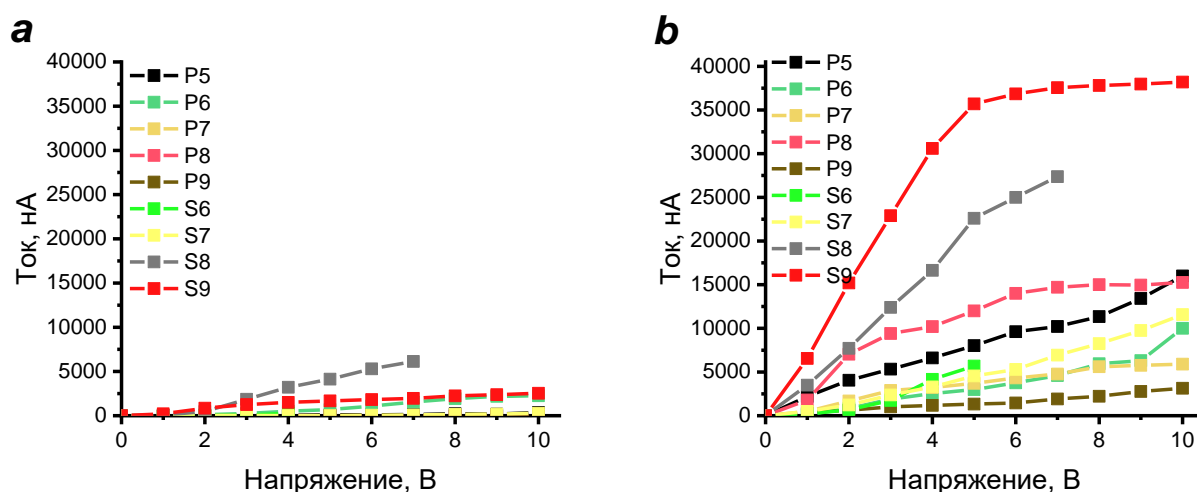 a
40000
35000
30000
25000
20000
15000
10000
5000
0
Ток, нА
P5
P6
P7
P8
P9
S6
S7
S8
S9
0 2 4 6 8 10
Напряжение, В
b
40000
35000
30000
25000
20000
15000
10000
5000
0
Ток, нА
P5
P6
P7
P8
P9
S6
S7
S8
S9
0 2 4 6 8 10
Напряжение, В